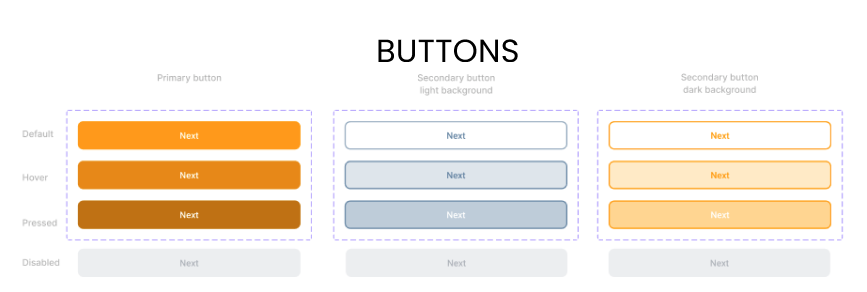 BUTTONS
Primary button
Secondary button
light background
Secondary button
dark background
Default
Next
Next
Next
Hover
Next
Next
Next
Pressed
Next
Next
Next
Disabled
Next
Next
Next